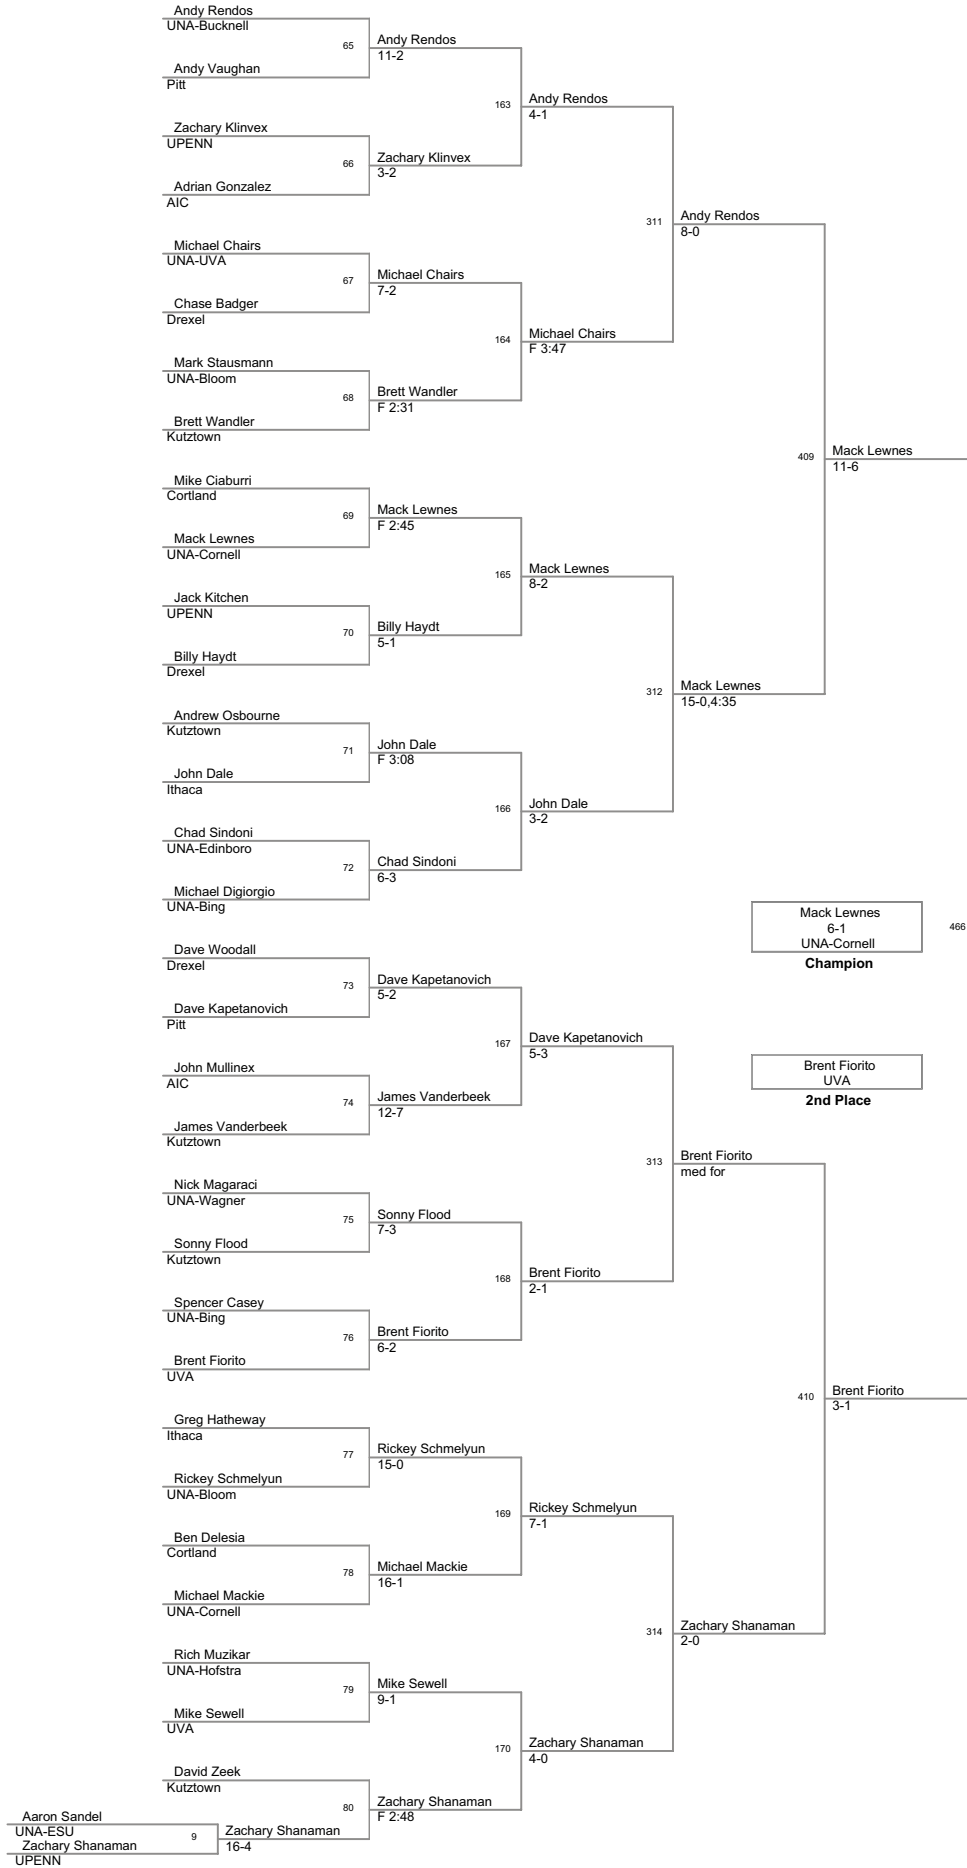 Andy Rendos
UNA-Bucknell
65
Andy Rendos
11-2
Andy Vaughan
Pitt
163
Andy Rendos
4-1
Zachary Klinvex
UPENN
66
Zachary Klinvex
3-2
Adrian Gonzalez
AIC
311
Andy Rendos
8-0
Michael Chairs
UNA-UVA
67
Michael Chairs
7-2
Chase Badger
Drexel
164
Michael Chairs
F 3:47
Mark Stausmann
UNA-Bloom
68
Brett Wandler
F 2:31
Brett Wandler
Kutztown
409
Mack Lewnes
11-6
Mike Ciaburri
Cortland
69
Mack Lewnes
F 2:45
Mack Lewnes
UNA-Cornell
165
Mack Lewnes
8-2
Jack Kitchen
UPENN
70
Billy Haydt
5-1
Billy Haydt
Drexel
312
Mack Lewnes
15-0,4:35
Andrew Osbourne
Kutztown
71
John Dale
F 3:08
John Dale
Ithaca
166
John Dale
3-2
Chad Sindoni
UNA-Edinboro
72
Chad Sindoni
6-3
Michael Digiorgio
UNA-Bing
Mack Lewnes
6-1
UNA-Cornell
466
Champion
Dave Woodall
Drexel
73
Dave Kapetanovich
5-2
Dave Kapetanovich
Pitt
167
Dave Kapetanovich
5-3
John Mullinex
AIC
74
James Vanderbeek
12-7
James Vanderbeek
Kutztown
Brent Fiorito
UVA
2nd Place
313
Brent Fiorito
med for
Nick Magaraci
UNA-Wagner
75
Sonny Flood
7-3
Sonny Flood
Kutztown
168
Brent Fiorito
2-1
Spencer Casey
UNA-Bing
76
Brent Fiorito
6-2
Brent Fiorito
UVA
410
Brent Fiorito
3-1
Greg Hatheway
Ithaca
77
Rickey Schmelyun
15-0
Rickey Schmelyun
UNA-Bloom
169
Rickey Schmelyun
7-1
Ben Delesia
Cortland
78
Michael Mackie
16-1
Michael Mackie
UNA-Cornell
314
Zachary Shanaman
2-0
Rich Muzikar
UNA-Hofstra
79
Mike Sewell
9-1
Mike Sewell
UVA
170
Zachary Shanaman
4-0
David Zeek
Kutztown
80
Zachary Shanaman
F 2:48
Aaron Sandel
UNA-ESU
9
Zachary Shanaman
16-4
Zachary Shanaman
UPENN